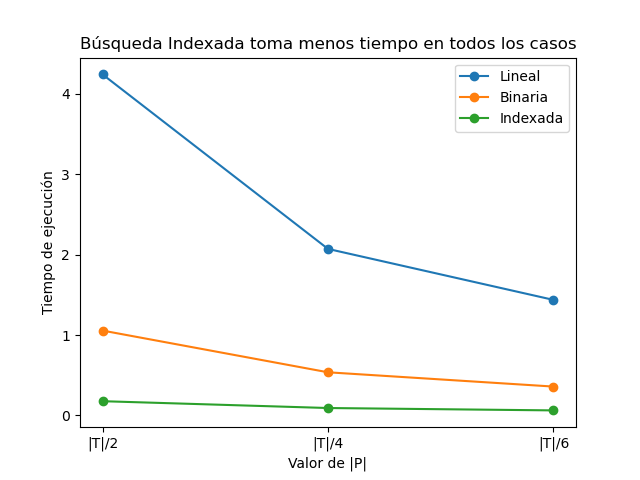 Búsqueda Indexada toma menos tiempo en todos los casos
Lineal
Binaria
Indexada
Tiempo de ejecución
4
3
2
1
0
|T|/2
|T|/4
|T|/6
Valor de |P|